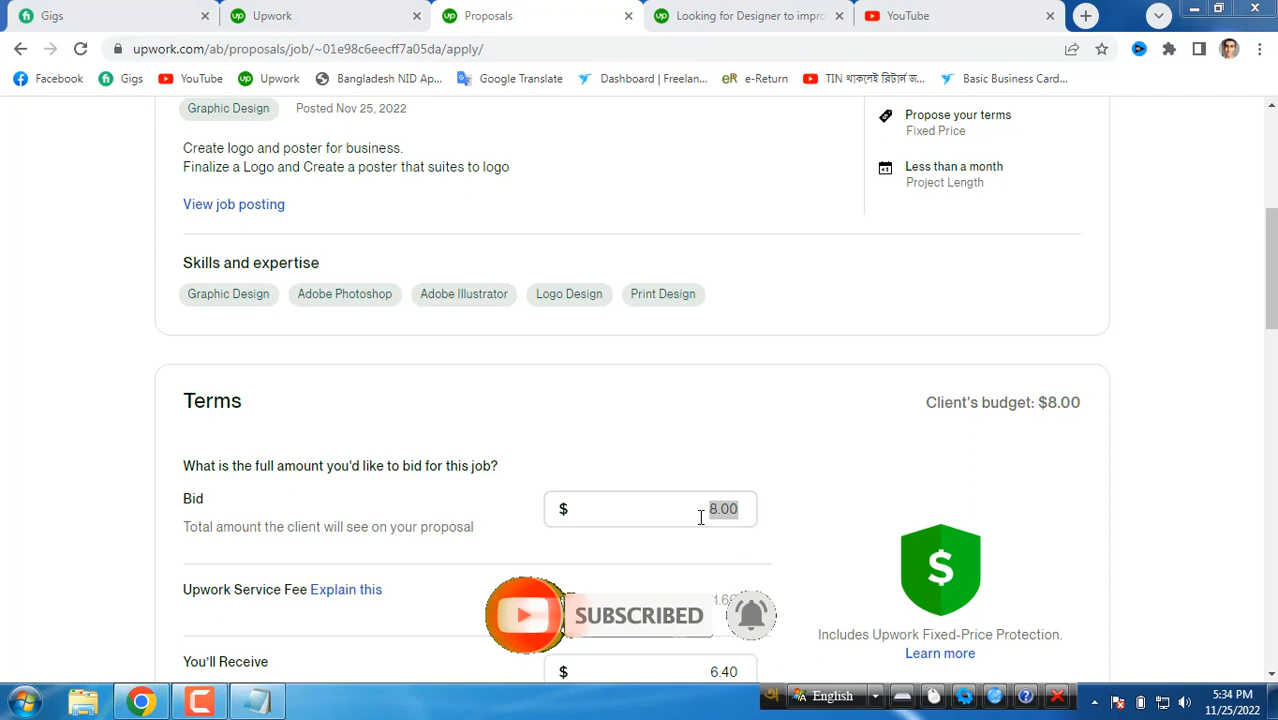 Gigs
Upwork
Proposals
Looking for Designer to impro
YouTube
upwork.com/ab/proposals/job/~01e98c6eecff7a05da/apply/
Facebook
Gigs
YouTube
Upwork
Bangladesh NID Ap...
Google Translate
Dashboard | Freelan...
e-Return
TIN থাকলেই রিটার্ন জ...
Basic Business Card...
Graphic Design
Posted Nov 25, 2022
Create logo and poster for business.
Finalize a Logo and Create a poster that suites to logo
View job posting
Propose your terms
Fixed Price
Less than a month
Project Length
Skills and expertise
Graphic Design
Adobe Photoshop
Adobe Illustrator
Logo Design
Print Design
Terms
Client's budget: $8.00
What is the full amount you'd like to bid for this job?
Bid
Total amount the client will see on your proposal
$ 8.00
Upwork Service Fee Explain this
SUBSCRIBED
Includes Upwork Fixed-Price Protection.
Learn more
You'll Receive
$ 6.40
English
5:34 PM
11/25/2022